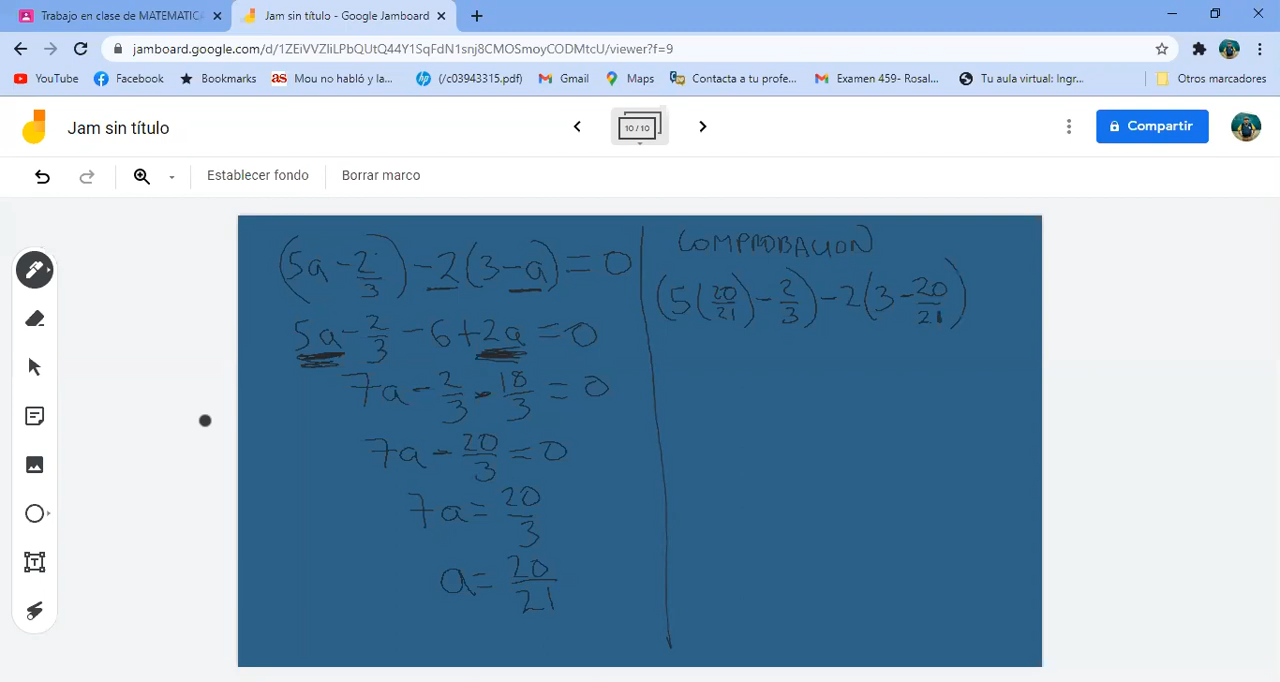 Trabajo en clase de MATEMATICA
Jam sin título - Google Jamboard
jamboard.google.com/d/1ZEiVVZIiLPbQUtQ44Y1SqFdN1snj8CMOSmoyCODMtcU/viewer?f=9
YouTube
Facebook
Bookmarks
Mou no habló y la...
(/c03943315.pdf)
Gmail
Maps
Contacta a tu profe...
Examen 459- Rosal...
Tu aula virtual: Ingr...
Otros marcadores
Jam sin título
10 / 10
Compartir
Establecer fondo
Borrar marco
(5a - 2/3) - 2(3 - a) = 0
5a - 2/3 - 6 + 2a = 0
7a - 2/3 - 18/3 = 0
7a - 20/3 = 0
7a = 20/3
a = 20/21
(COMPROBACION)
(5(20/21) - 2/3) - 2(3 - 20/21)